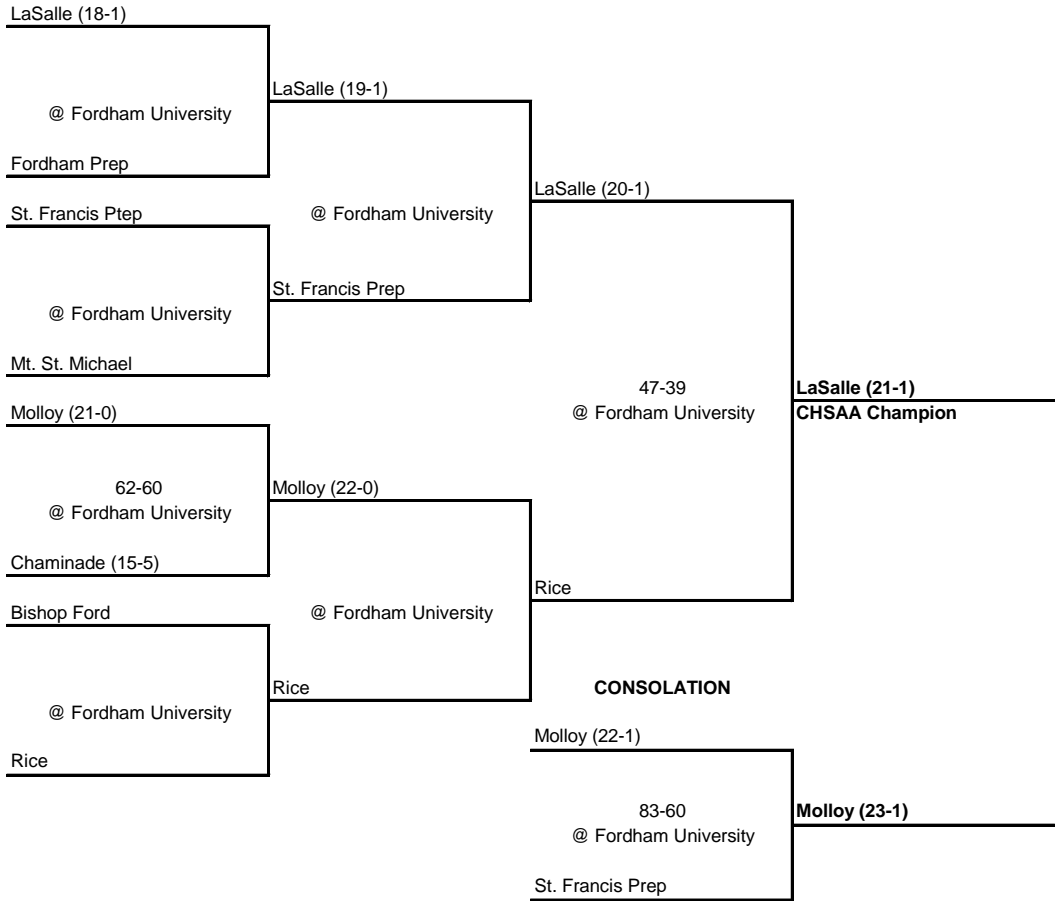 LaSalle (18-1)
LaSalle (19-1)
@ Fordham University
Fordham Prep
LaSalle (20-1)
St. Francis Ptep
@ Fordham University
St. Francis Prep
@ Fordham University
Mt. St. Michael
47-39
LaSalle (21-1)
@ Fordham University
CHSAA Champion
Molloy (21-0)
62-60
Molloy (22-0)
@ Fordham University
Chaminade (15-5)
Rice
Bishop Ford
@ Fordham University
Rice
CONSOLATION
@ Fordham University
Molloy (22-1)
Rice
83-60
Molloy (23-1)
@ Fordham University
St. Francis Prep